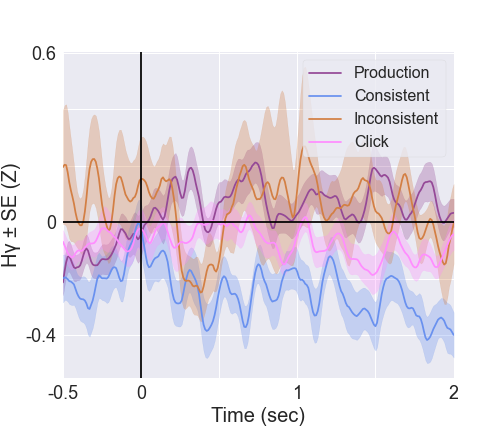 0.6
Production
Consistent
Inconsistent
Click
Hγ ± SE (Z)
0
-0.4
-0.5
0
1
2
Time (sec)